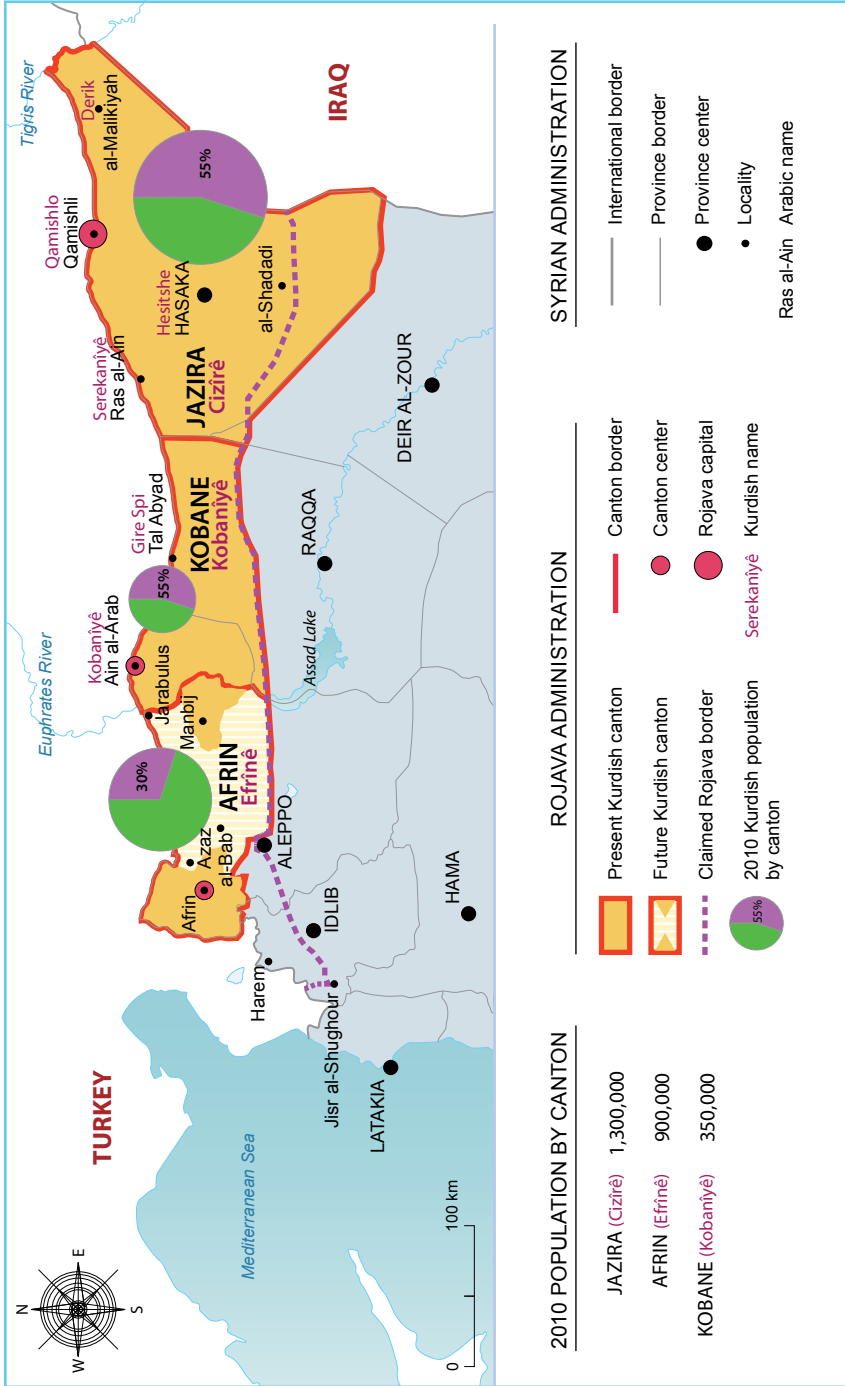 N
W
E
S
TURKEY
Mediterranean Sea
0
100 km
Euphrates River
Tigris River
IRAQ
Afrin
Azaz
al-Bab
AFRIN
Efrînê
30%
Jarabulus
Manbij
Kobanîyê
Ain al-Arab
55%
Gire Spi
Tal Abyad
KOBANE
Kobanîyê
Serekanîyê
Ras al-Ain
JAZIRA
Cizîrê
Hesitshe
HASAKA
al-Shadadi
Qamishlo
Qamishli
Derik
al-Malikiyah
55%
Harem
ALEPPO
IDLIB
Jisr al-Shughour
LATAKIA
HAMA
Assad Lake
RAQQA
DEIR AL-ZOUR
2010 POPULATION BY CANTON
JAZIRA (Cizîrê) 1,300,000
AFRIN (Efrînê) 900,000
KOBANE (Kobanîyê) 350,000
ROJAVA ADMINISTRATION
Present Kurdish canton
Future Kurdish canton
Claimed Rojava border
55%
2010 Kurdish population
by canton
Canton border
Canton center
Rojava capital
Serekanîyê Kurdish name
SYRIAN ADMINISTRATION
International border
Province border
Province center
Locality
Ras al-Ain Arabic name